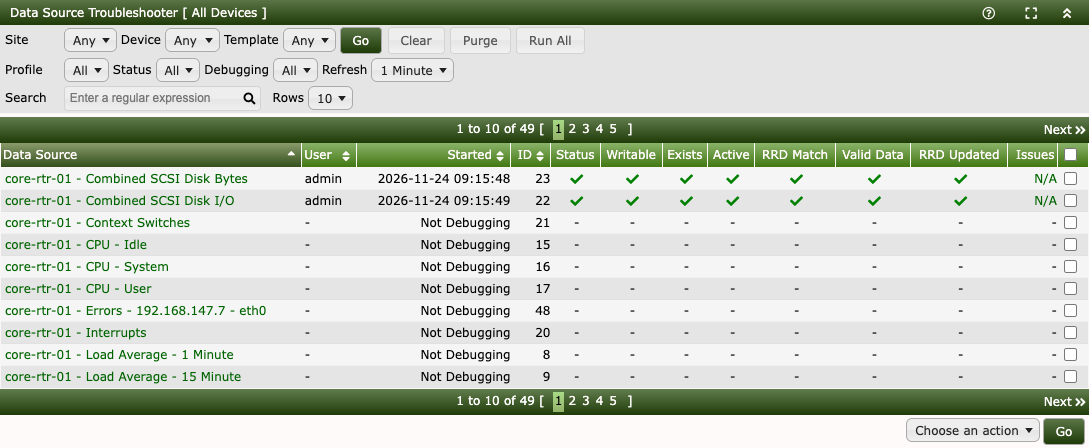 Data Source Troubleshooter [ All Devices ]
Site Any Device Any Template Any Go Clear Purge Run All
Profile All Status All Debugging All Refresh 1 Minute
Search Enter a regular expression Rows 10
1 to 10 of 49 [ 1 2 3 4 5 ] Next
Data Source User Started ID Status Writable Exists Active RRD Match Valid Data RRD Updated Issues
core-rtr-01 - Combined SCSI Disk Bytes admin 2026-11-24 09:15:48 23 N/A
core-rtr-01 - Combined SCSI Disk I/O admin 2026-11-24 09:15:49 22 N/A
core-rtr-01 - Context Switches - Not Debugging 21 - - - - - - - -
core-rtr-01 - CPU - Idle - Not Debugging 15 - - - - - - - -
core-rtr-01 - CPU - System - Not Debugging 16 - - - - - - - -
core-rtr-01 - CPU - User - Not Debugging 17 - - - - - - - -
core-rtr-01 - Errors - 192.168.147.7 - eth0 - Not Debugging 48 - - - - - - - -
core-rtr-01 - Interrupts - Not Debugging 20 - - - - - - - -
core-rtr-01 - Load Average - 1 Minute - Not Debugging 8 - - - - - - - -
core-rtr-01 - Load Average - 15 Minute - Not Debugging 9 - - - - - - - -
1 to 10 of 49 [ 1 2 3 4 5 ] Next
Choose an action Go